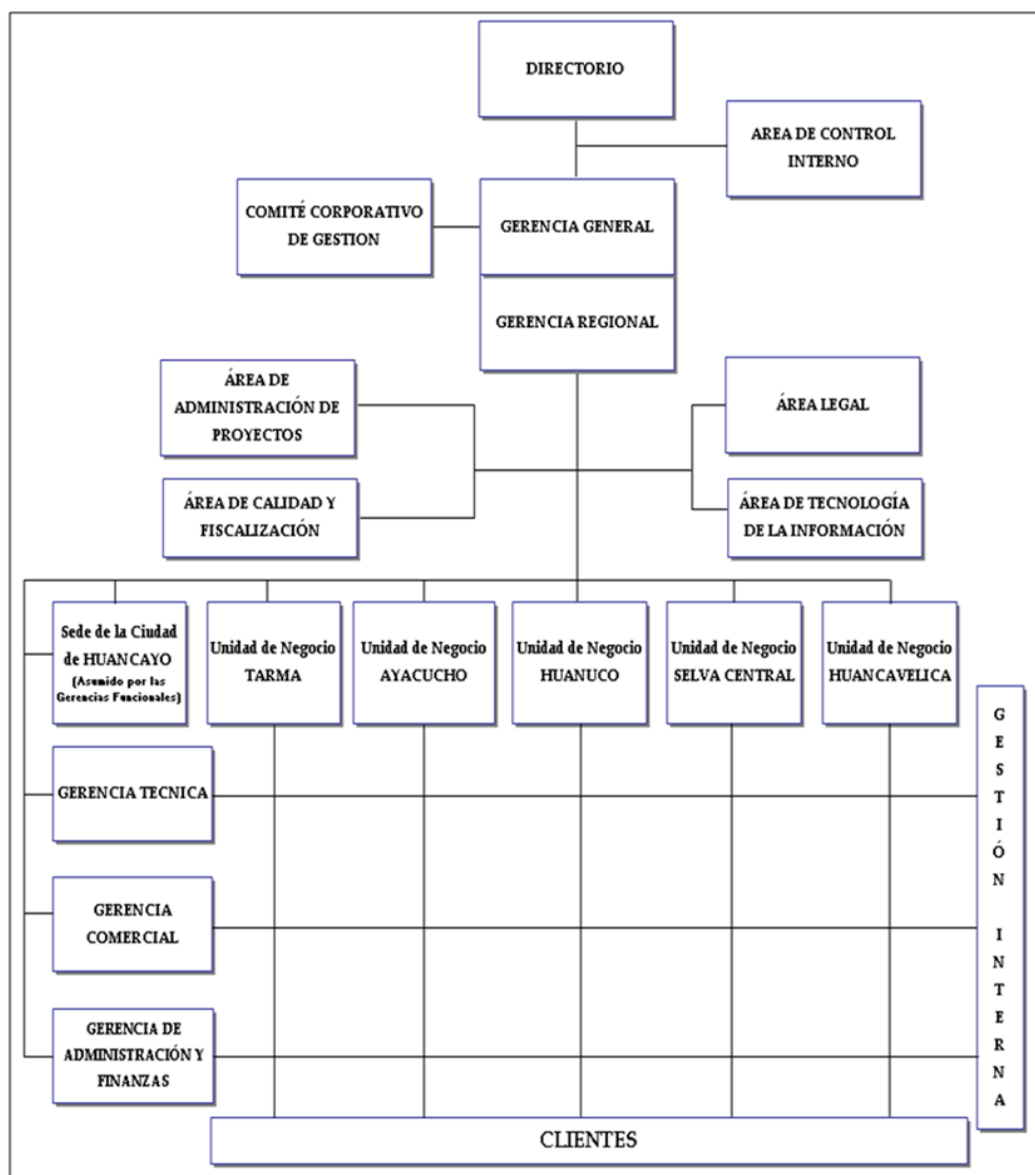 DIRECTORIO
AREA DE CONTROL
INTERNO
COMITÉ CORPORATIVO
DE GESTION
GERENCIA GENERAL
GERENCIA REGIONAL
ÁREA DE
ADMINISTRACIÓN DE
PROYECTOS
ÁREA LEGAL
ÁREA DE CALIDAD Y
FISCALIZACIÓN
ÁREA DE TECNOLOGÍA
DE LA INFORMACIÓN
Sede de la Ciudad
de HUANCAYO
(Asumido por las
Gerencias Funcionales)
Unidad de Negocio
TARMA
Unidad de Negocio
AYACUCHO
Unidad de Negocio
HUANUCO
Unidad de Negocio
SELVA CENTRAL
Unidad de Negocio
HUANCAVELICA
GESTIÓN INTERNA
GERENCIA TECNICA
GERENCIA
COMERCIAL
GERENCIA DE
ADMINISTRACIÓN Y
FINANZAS
CLIENTES